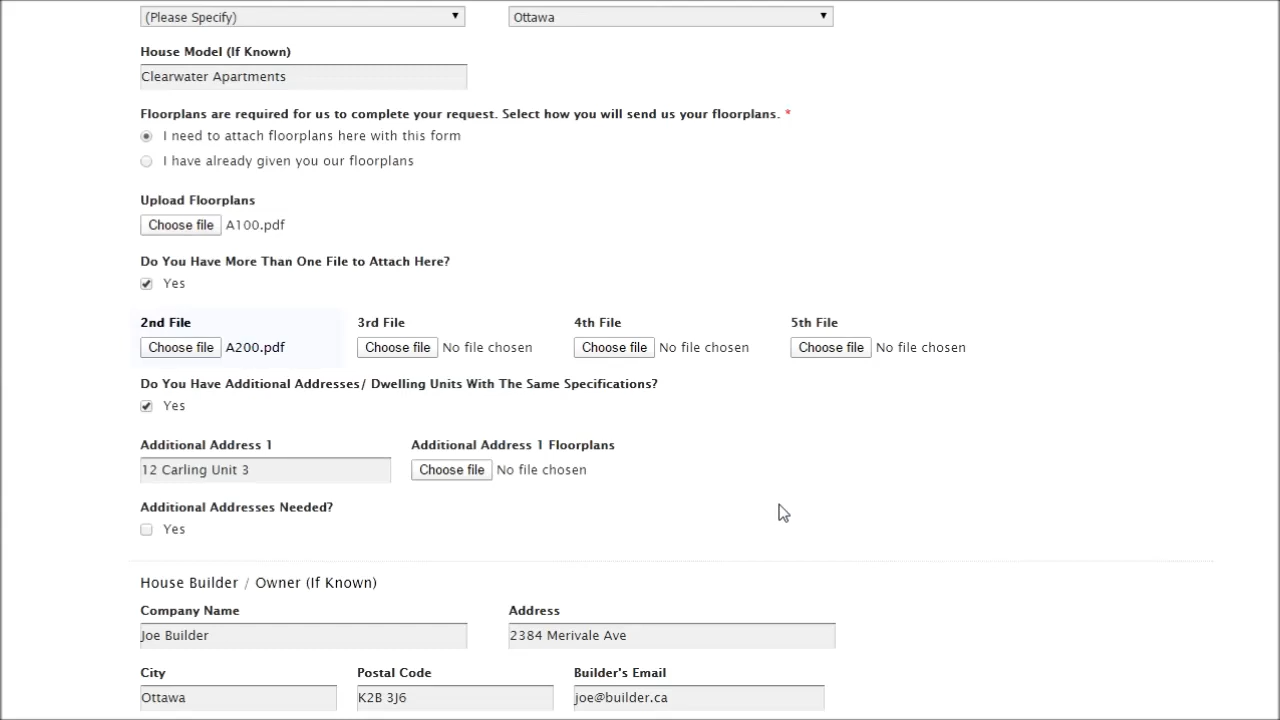 (Please Specify) Ottawa
House Model (If Known)
Clearwater Apartments
Floorplans are required for us to complete your request. Select how you will send us your floorplans. *
I need to attach floorplans here with this form
I have already given you our floorplans
Upload Floorplans
Choose file A100.pdf
Do You Have More Than One File to Attach Here?
Yes
2nd File 3rd File 4th File 5th File
Choose file A200.pdf Choose file No file chosen Choose file No file chosen Choose file No file chosen
Do You Have Additional Addresses/ Dwelling Units With The Same Specifications?
Yes
Additional Address 1 Additional Address 1 Floorplans
12 Carling Unit 3 Choose file No file chosen
Additional Addresses Needed?
Yes
House Builder / Owner (If Known)
Company Name Address
Joe Builder 2384 Merivale Ave
City Postal Code Builder's Email
Ottawa K2B 3J6 joe@builder.ca